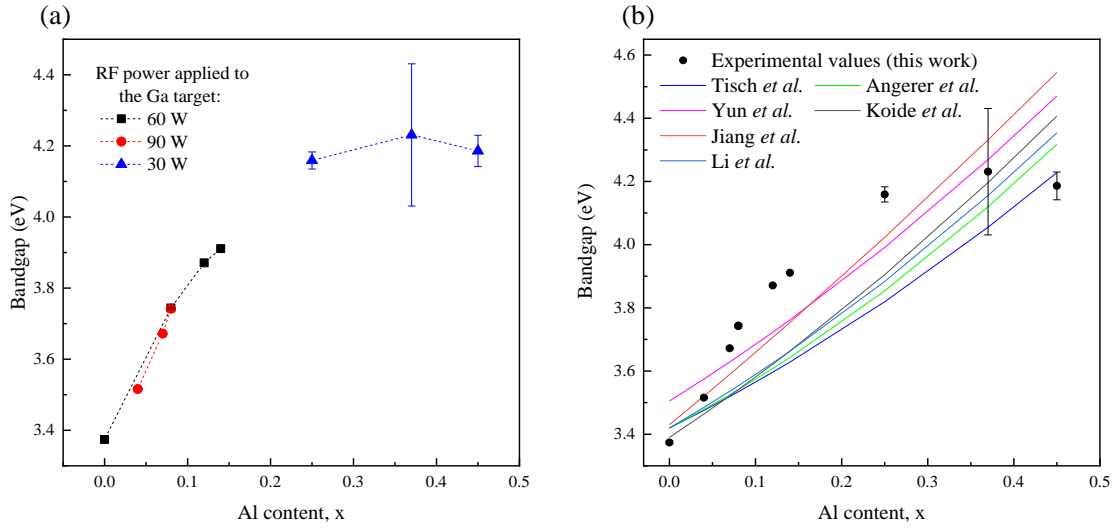 (a)
4.4
4.2
4.0
3.8
3.6
3.4
Bandgap (eV)
RF power applied to
the Ga target:
60 W
90 W
30 W
0.0 0.1 0.2 0.3 0.4 0.5
Al content, x
(b)
4.6
4.4
4.2
4.0
3.8
3.6
3.4
Bandgap (eV)
Experimental values (this work)
Tisch et al. Angerer et al.
Yun et al. Koide et al.
Jiang et al.
Li et al.
0.0 0.1 0.2 0.3 0.4 0.5
Al content, x